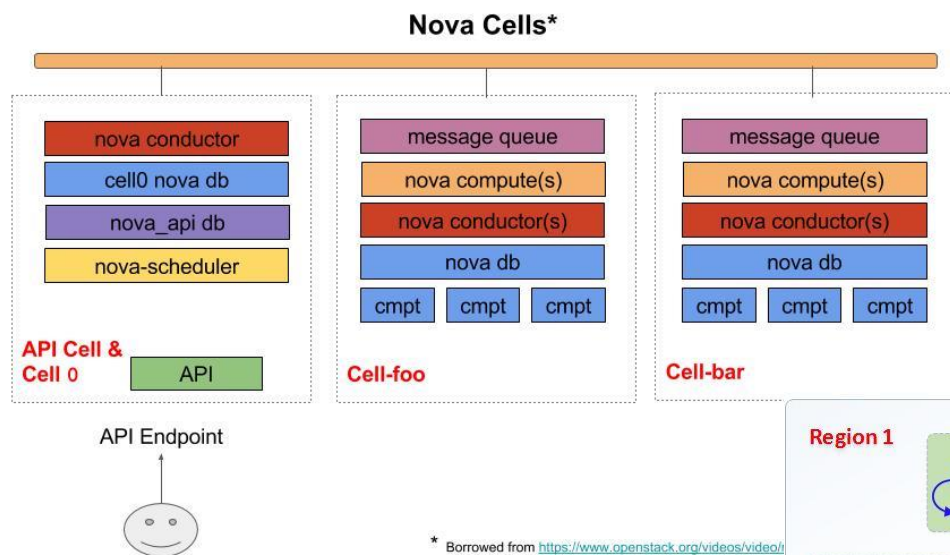 Nova Cells*
nova conductor
cell0 nova db
nova_api db
nova-scheduler
API Cell &
Cell 0
API
message queue
nova compute(s)
nova conductor(s)
nova db
cmpt cmpt cmpt
Cell-foo
message queue
nova compute(s)
nova conductor(s)
nova db
cmpt cmpt cmpt
Cell-bar
API Endpoint
Region 1
* Borrowed from https://www.openstack.org/videos/video/